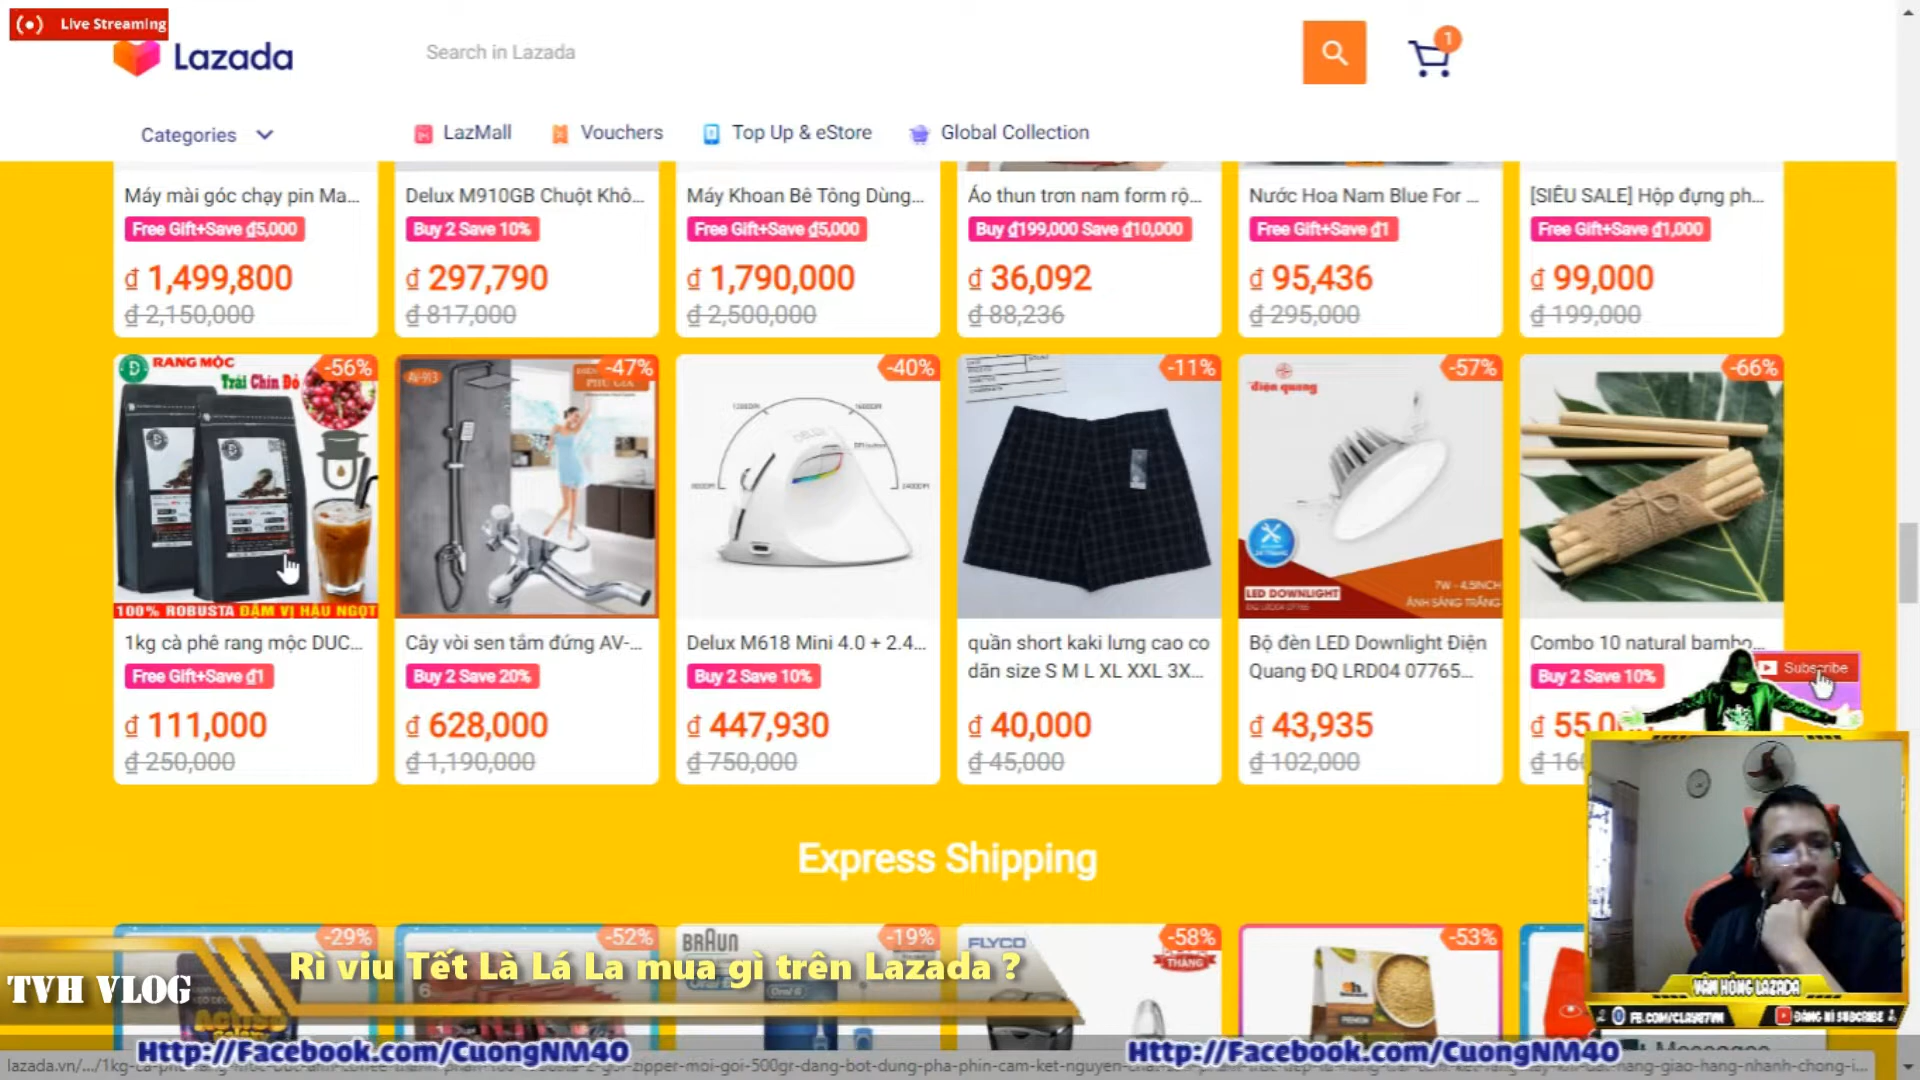 Live Streaming
Lazada
Search in Lazada
1
Categories
LazMall
Vouchers
Top Up & eStore
Global Collection
Máy mài góc chạy pin Ma...
Free Gift+Save ₫5,000
₫ 1,499,800
₫ 2,150,000
Delux M910GB Chuột Khô...
Buy 2 Save 10%
₫ 297,790
₫ 817,000
Máy Khoan Bê Tông Dùng...
Free Gift+Save ₫5,000
₫ 1,790,000
₫ 2,500,000
Áo thun trơn nam form rộ...
Buy ₫199,000 Save ₫10,000
₫ 36,092
₫ 88,236
Nước Hoa Nam Blue For ...
Free Gift+Save ₫1
₫ 95,436
₫ 295,000
[SIÊU SALE] Hộp đựng ph...
Free Gift+Save ₫1,000
₫ 99,000
₫ 199,000
RANG MỘC
Trái Chín Đỏ
-56%
100% ROBUSTA ĐẬM VỊ HẬU NGỌT
1kg cà phê rang mộc DUC...
Free Gift+Save ₫1
₫ 111,000
₫ 250,000
AV-913
-47%
Cây vòi sen tắm đứng AV-...
Buy 2 Save 20%
₫ 628,000
₫ 1,190,000
-40%
Delux M618 Mini 4.0 + 2.4...
Buy 2 Save 10%
₫ 447,930
₫ 750,000
-11%
quần short kaki lưng cao co
dãn size S M L XL XXL 3X...
₫ 40,000
₫ 45,000
điện quang
-57%
7W - 4.5INCH
LED DOWNLIGHT
ÁNH SÁNG TRẮNG
Bộ đèn LED Downlight Điện
Quang ĐQ LRD04 07765...
₫ 43,935
₫ 102,000
-66%
Combo 10 natural bambo...
Buy 2 Save 10%
₫ 55,0
₫ 160
Subscribe
Express Shipping
-29%
-52%
BRAUN
Oral B
-19%
FLYCO
-58%
THÁNG
-53%
TVH VLOG
Rì viu Tết Là Lá La mua gì trên Lazada ?
VĂN HÓNG LAZADA
FB.COM/CLAY87VN
ĐĂNG KÍ SUBCRIBE
Http://Facebook.com/CuongNM40
Http://Facebook.com/CuongNM40
Messages